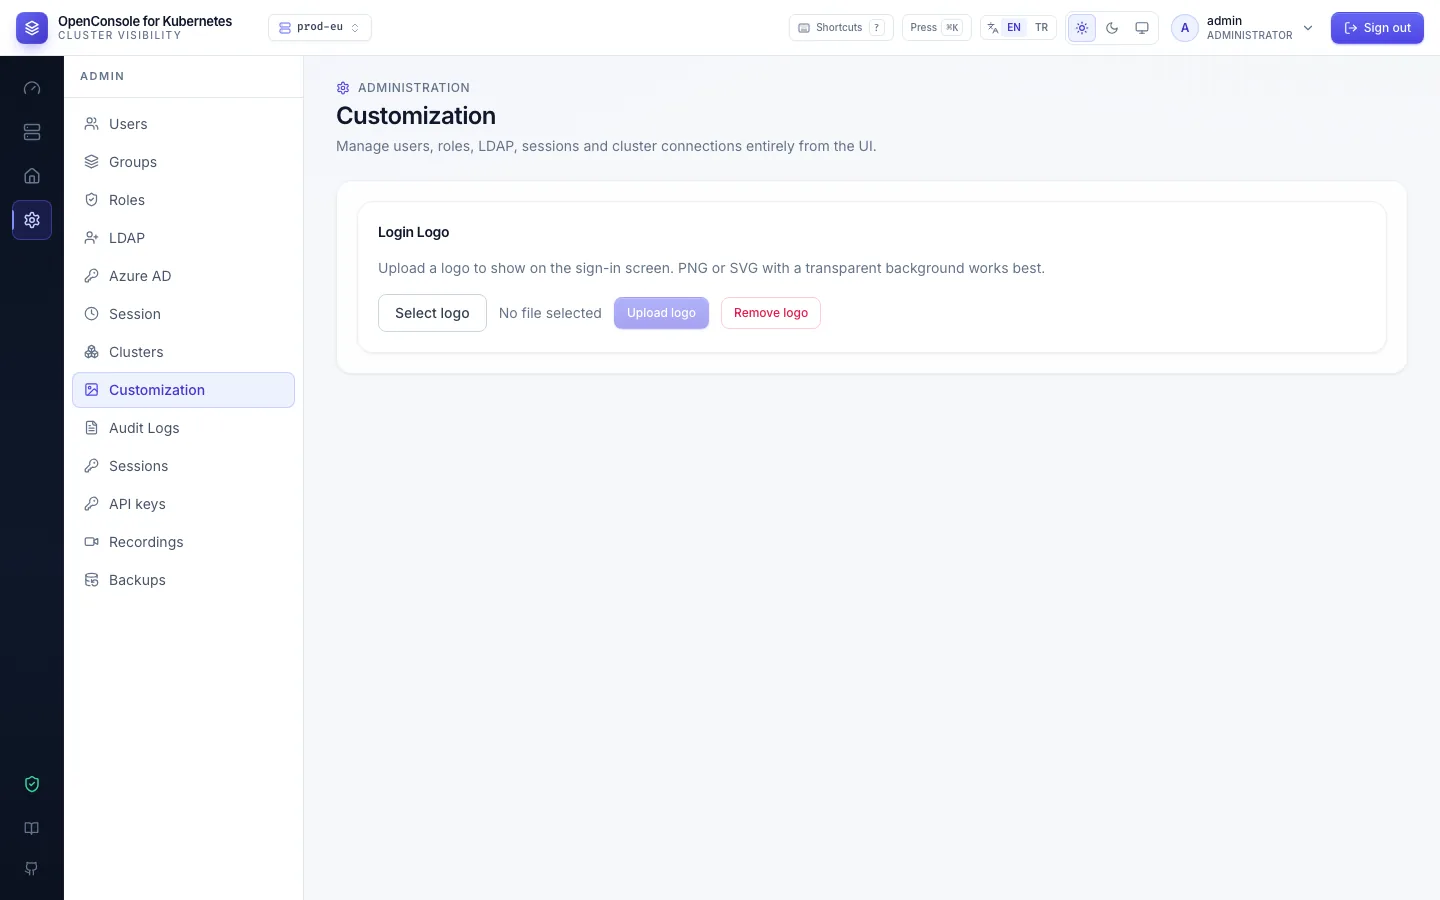 OpenConsole for Kubernetes
CLUSTER VISIBILITY
prod-eu
Shortcuts ?
Press ⌘K
EN TR
A
admin
ADMINISTRATOR
Sign out
ADMIN
Users
Groups
Roles
LDAP
Azure AD
Session
Clusters
Customization
Audit Logs
Sessions
API keys
Recordings
Backups
ADMINISTRATION
Customization
Manage users, roles, LDAP, sessions and cluster connections entirely from the UI.
Login Logo
Upload a logo to show on the sign-in screen. PNG or SVG with a transparent background works best.
Select logo No file selected Upload logo Remove logo